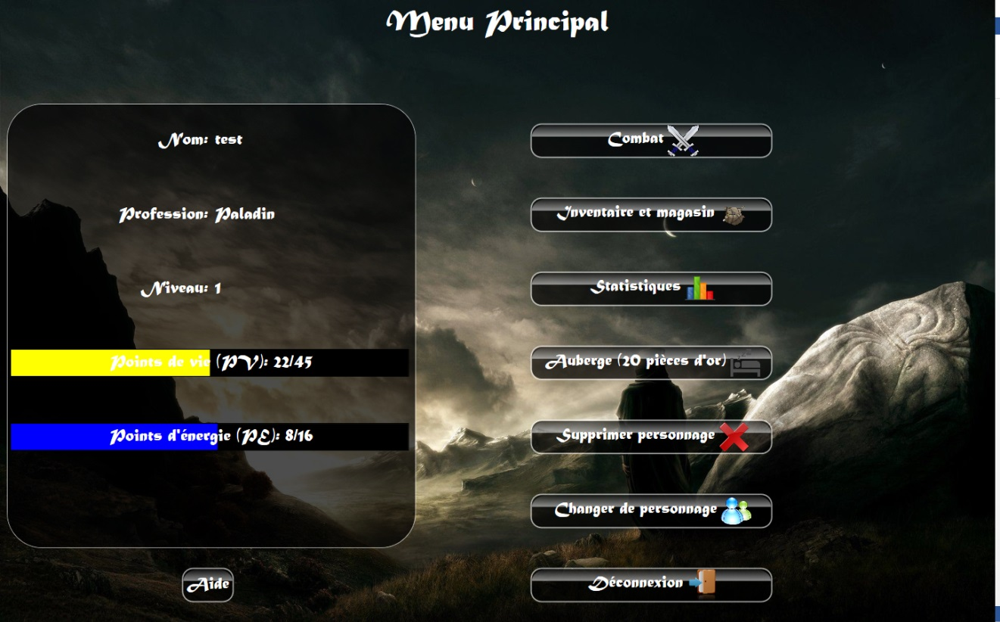 Menu Principal
Nom: test
Profession: Paladin
Niveau: 1
Points de vie (PV): 22/45
Points d'énergie (PE): 8/16
Aide
Combat
Inventaire et magasin
Statistiques
Auberge (20 pièces d'or)
Supprimer personnage
Changer de personnage
Déconnexion